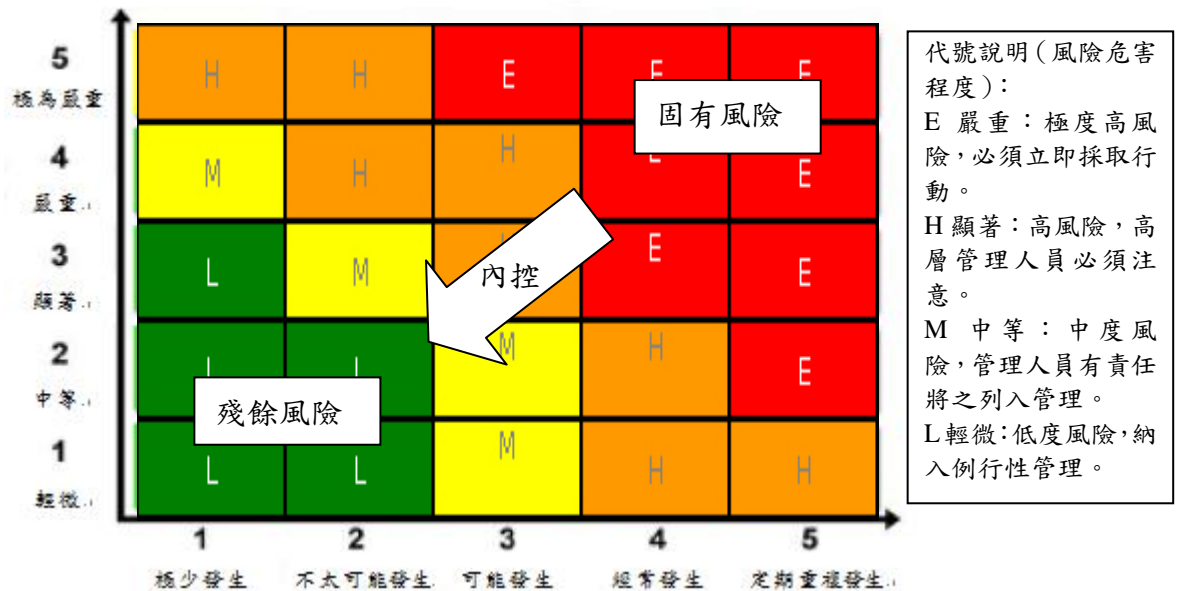 5
極為嚴重
H H E E E
固有風險
4
嚴重
M H H E E
3
顯著
L M E E
內控
2
中等
L L M H E
殘餘風險
1
輕微
L L M H H
1 2 3 4 5
極少發生 不太可能發生 可能發生 經常發生 定期重複發生
代號說明(風險危害
程度):
E 嚴重:極度高風
險,必須立即採取行
動。
H 顯著:高風險,高
層管理人員必須注
意。
M 中等:中度風
險,管理人員有責任
將之列入管理。
L 輕微:低度風險,納
入例行性管理。